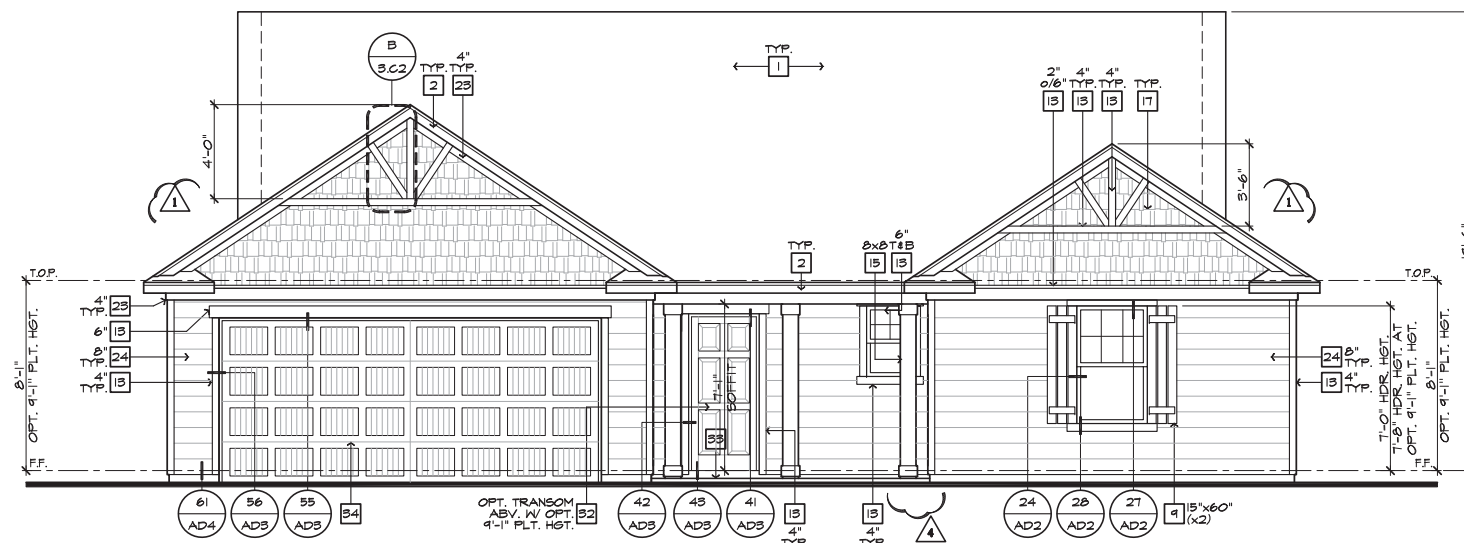 B
3.C2
TYP.
2
4"
TYP.
23
TYP.
1
2"
o/6"
13
4"
TYP.
13
4"
TYP.
13
TYP.
17
4'-0"
3'-6"
1
1
T.O.P.
T.O.P.
8'-1"
OPT. 9'-1" PLT. HGT.
4"
TYP. 23
6" 13
8"
TYP. 24
4"
TYP. 13
TYP.
2
8x8
15
6"
T&B
13
7'-1"
SOFFIT
33
24 8"
TYP.
13 4"
TYP.
7'-0" HDR. HGT.
7'-8" HDR. HGT. AT
OPT. 9'-1" PLT. HGT.
8'-1"
OPT. 9'-1" PLT. HGT.
F.F.
F.F.
61
AD4
56
AD3
55
AD3
34
OPT. TRANSOM
ABV. W/ OPT. 32
9'-1" PLT. HGT.
42
AD3
43
AD3
41
AD3
13
4"
TYP.
13
4"
TYP.
4
24
AD2
28
AD2
27
AD2
9 15"x60"
(x2)